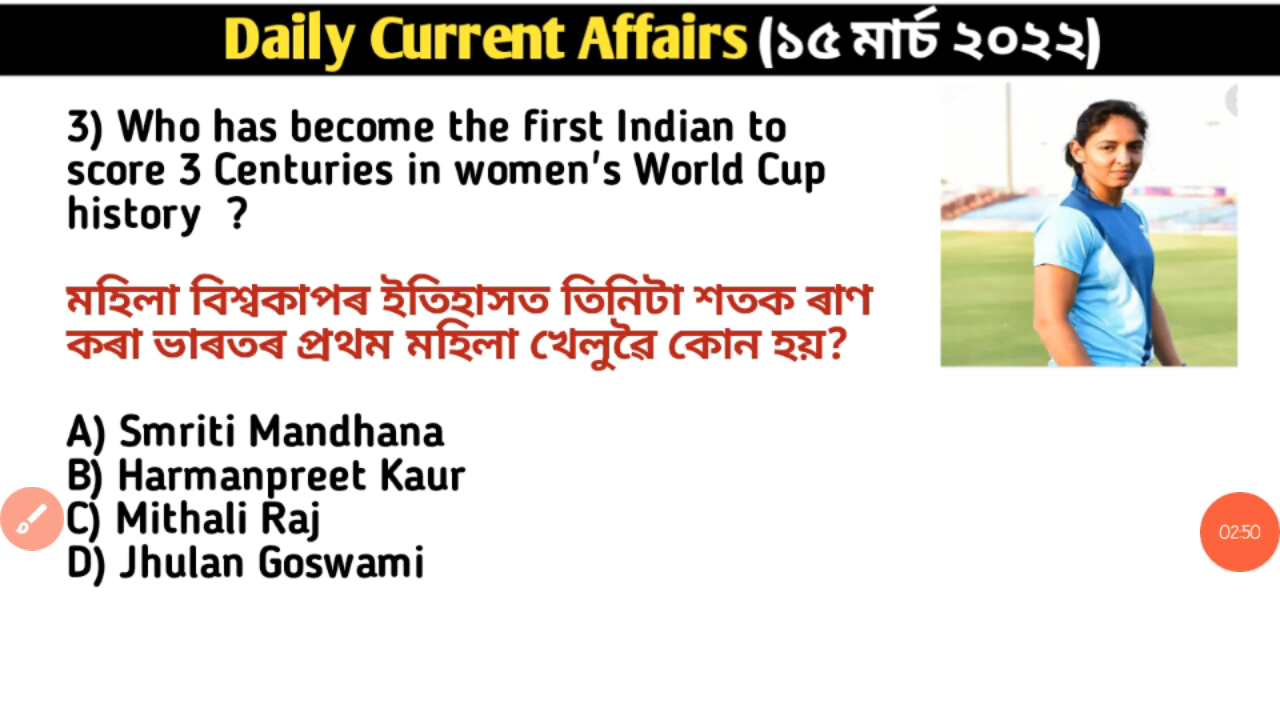 Daily Current Affairs (১৫ মাৰ্চ ২০২২)
3) Who has become the first Indian to
score 3 Centuries in women's World Cup
history ?
মহিলা বিশ্বকাপৰ ইতিহাসত তিনিটা শতক ৰাণ
কৰা ভাৰতৰ প্ৰথম মহিলা খেলুৱৈ কোন হয়?
A) Smriti Mandhana
B) Harmanpreet Kaur
C) Mithali Raj
D) Jhulan Goswami
02:50